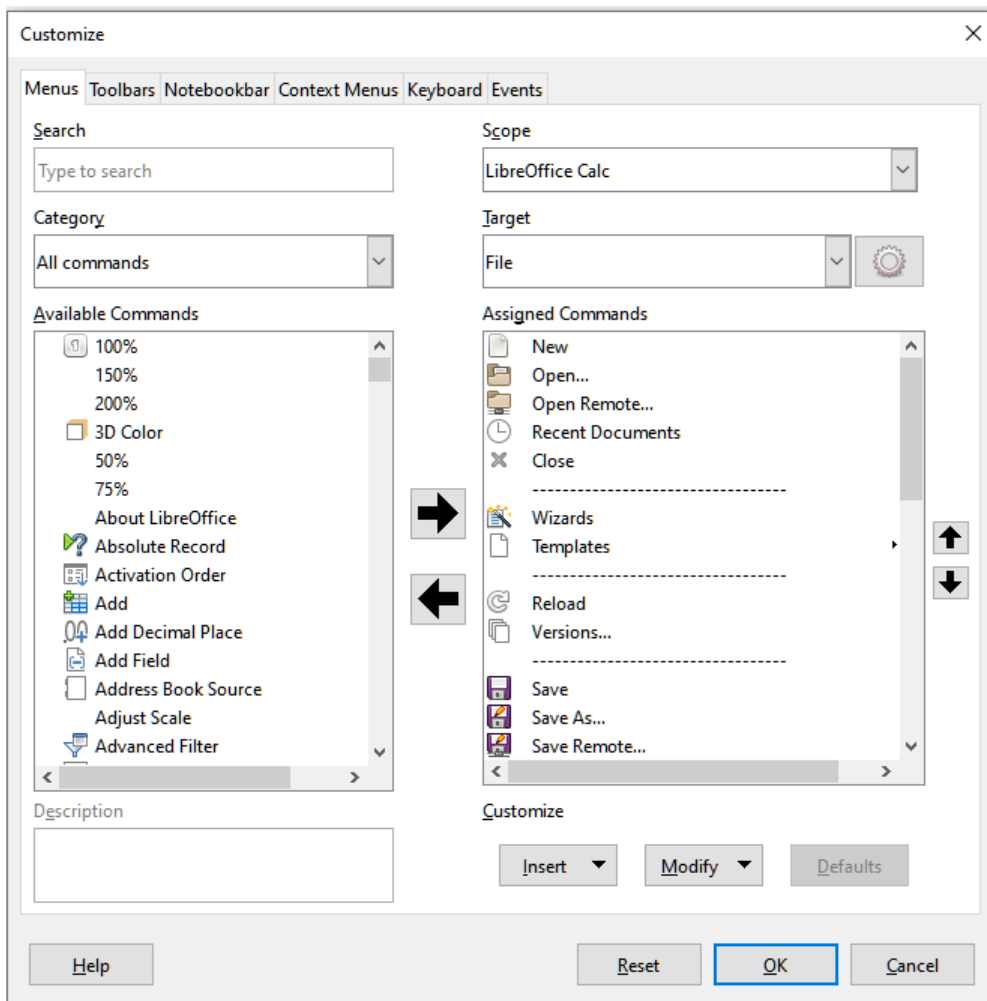 Customize
Menus Toolbars Notebookbar Context Menus Keyboard Events
Search
Type to search
Category
All commands
Available Commands
100%
150%
200%
3D Color
50%
75%
About LibreOffice
Absolute Record
Activation Order
Add
Add Decimal Place
Add Field
Address Book Source
Adjust Scale
Advanced Filter
Description
Scope
LibreOffice Calc
Target
File
Assigned Commands
New
Open...
Open Remote...
Recent Documents
Close
----------------------------------
Wizards
Templates
----------------------------------
Reload
Versions...
----------------------------------
Save
Save As...
Save Remote...
Customize
Insert Modify Defaults
Help Reset OK Cancel